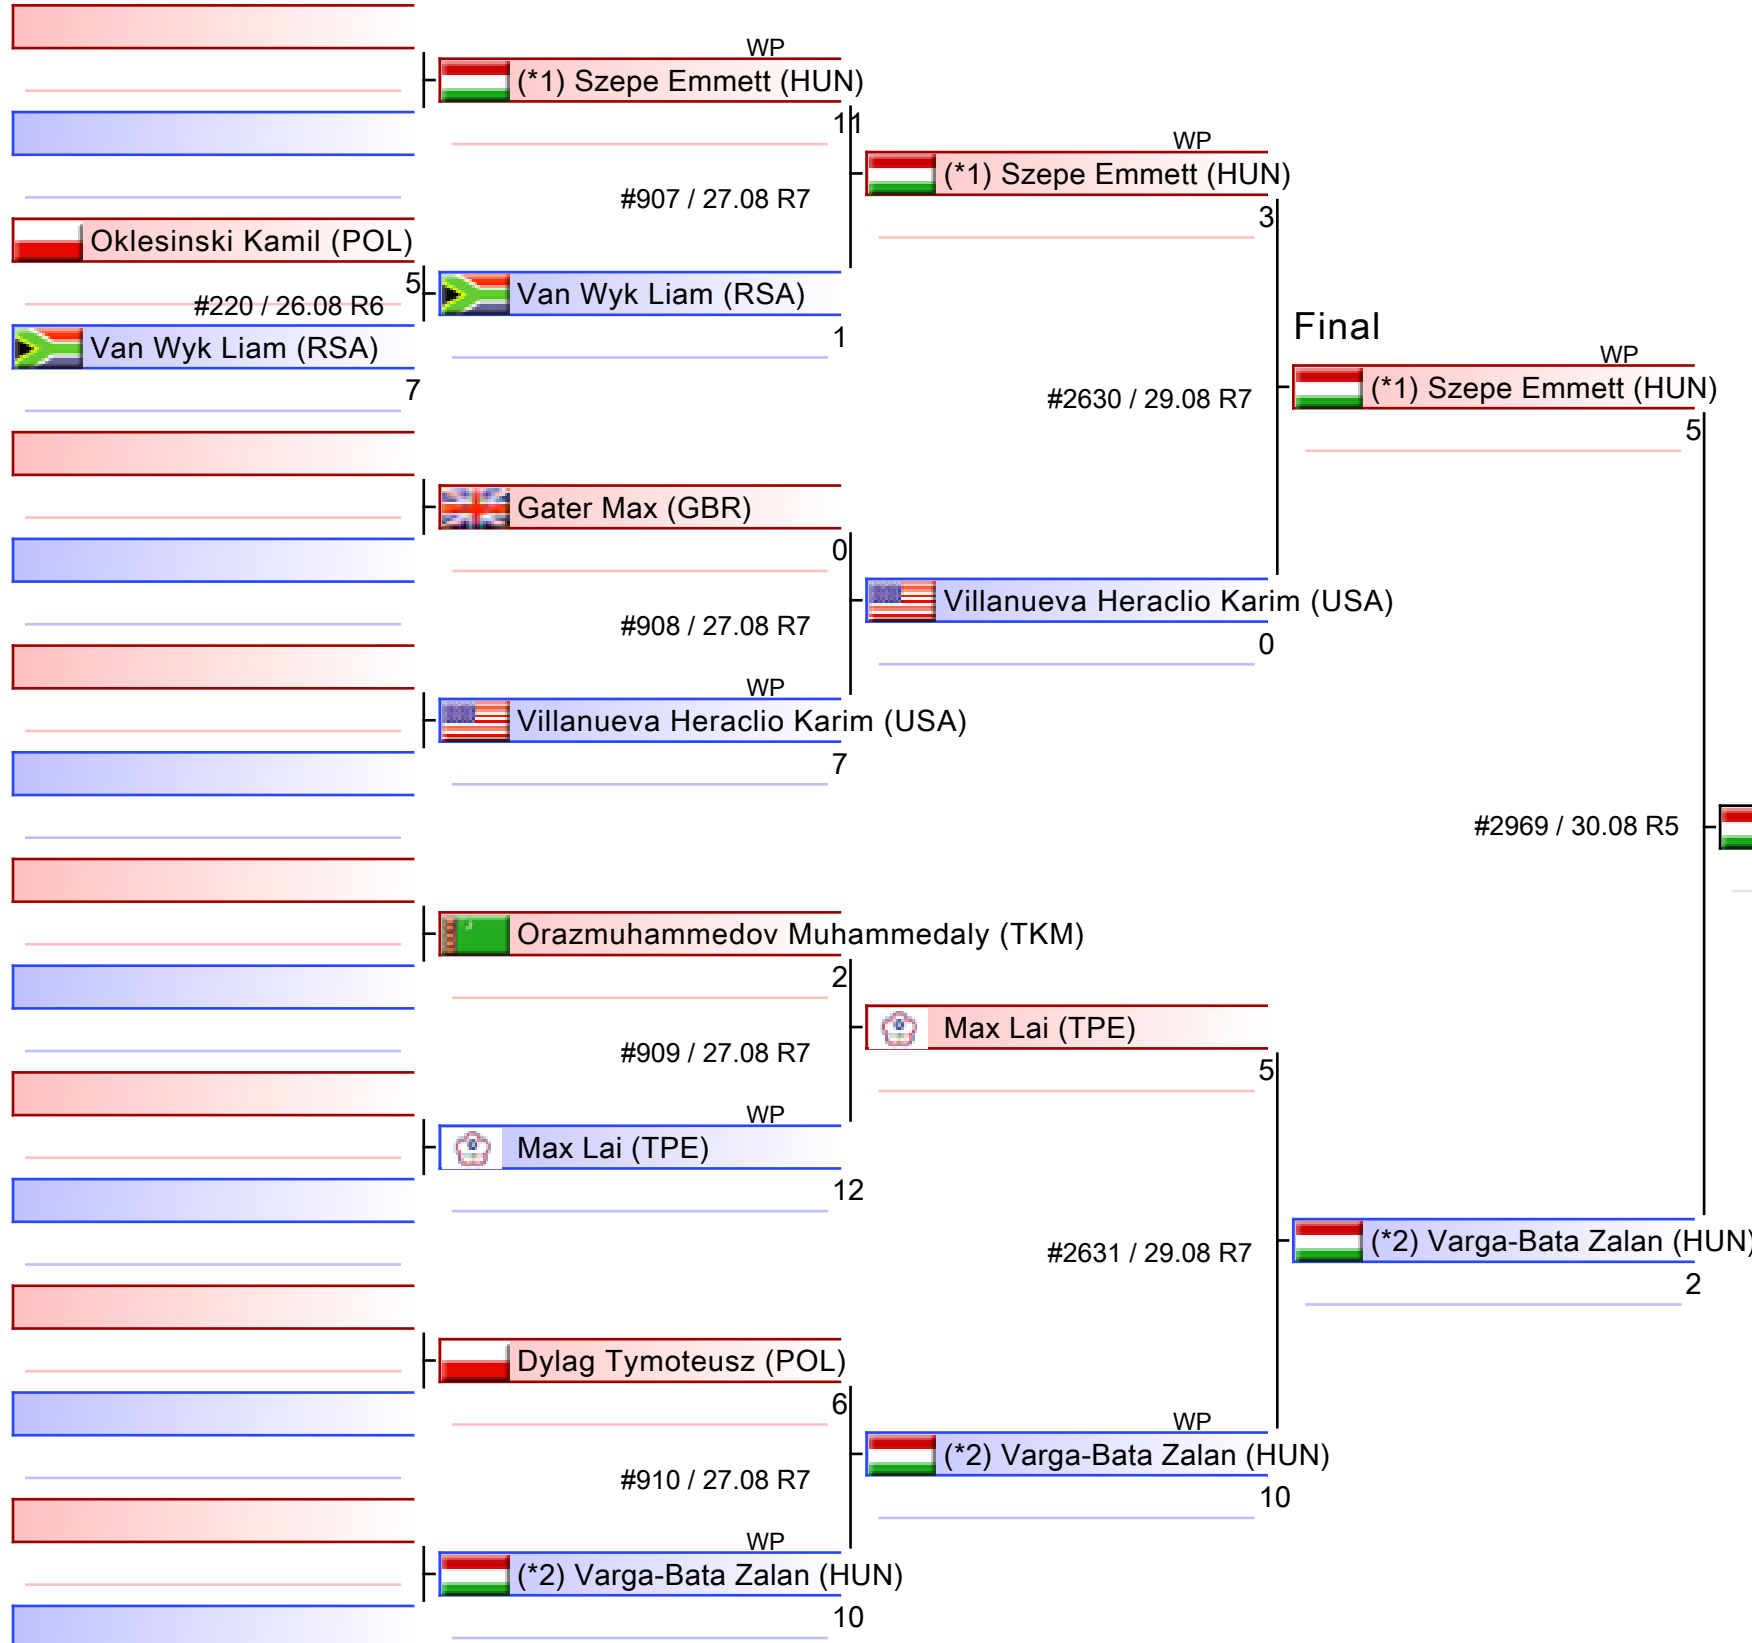 WP
(*1) Szepe Emmett (HUN)
11
WP
(*1) Szepe Emmett (HUN)
#907 / 27.08 R7
3
Oklesinski Kamil (POL)
5
#220 / 26.08 R6
Van Wyk Liam (RSA)
1
Van Wyk Liam (RSA)
7
Final
WP
(*1) Szepe Emmett (HUN)
#2630 / 29.08 R7
5
Gater Max (GBR)
0
Villanueva Heraclio Karim (USA)
#908 / 27.08 R7
0
WP
Villanueva Heraclio Karim (USA)
7
#2969 / 30.08 R5
Orazmuhammedov Muhammedaly (TKM)
2
Max Lai (TPE)
#909 / 27.08 R7
5
WP
Max Lai (TPE)
12
#2631 / 29.08 R7
(*2) Varga-Bata Zalan (HUN)
2
Dylag Tymoteusz (POL)
6
WP
(*2) Varga-Bata Zalan (HUN)
#910 / 27.08 R7
10
WP
(*2) Varga-Bata Zalan (HUN)
10